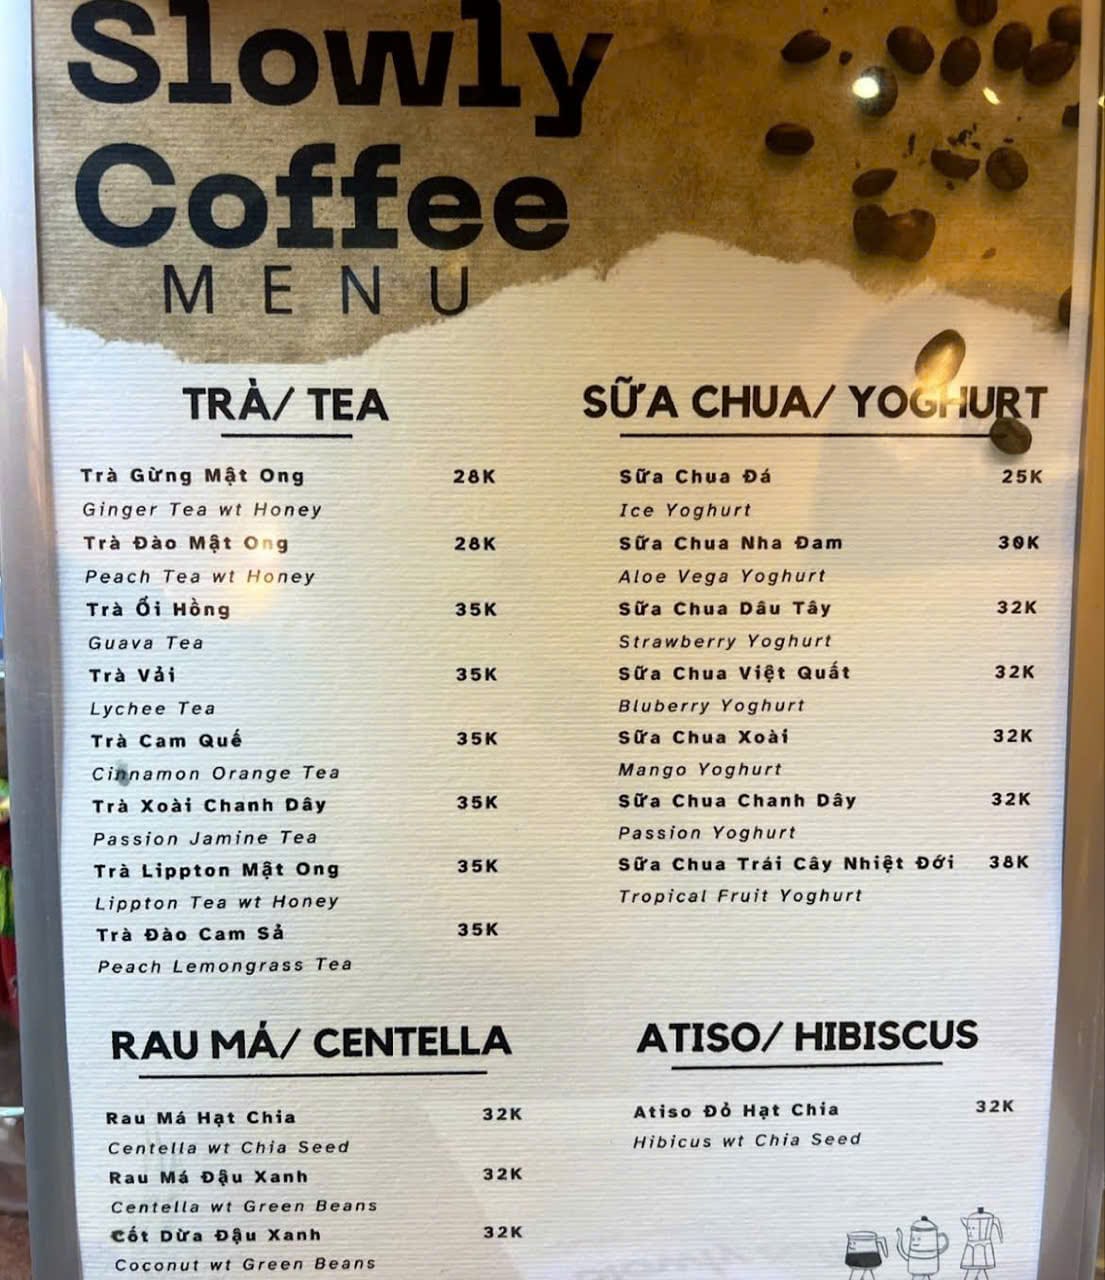 Slowly
Coffee
MENU
TRÀ/ TEA
Trà Gừng Mật Ong 28K
Ginger Tea wt Honey
Trà Đào Mật Ong 28K
Peach Tea wt Honey
Trà Ổi Hồng 35K
Guava Tea
Trà Vải 35K
Lychee Tea
Trà Cam Quế 35K
Cinnamon Orange Tea
Trà Xoài Chanh Dây 35K
Passion Jamine Tea
Trà Lippton Mật Ong 35K
Lippton Tea wt Honey
Trà Đào Cam Sả 35K
Peach Lemongrass Tea
SỮA CHUA/ YOGHURT
Sữa Chua Đá 25K
Ice Yoghurt
Sữa Chua Nha Đam 30K
Aloe Vega Yoghurt
Sữa Chua Dâu Tây 32K
Strawberry Yoghurt
Sữa Chua Việt Quất 32K
Bluberry Yoghurt
Sữa Chua Xoài 32K
Mango Yoghurt
Sữa Chua Chanh Dây 32K
Passion Yoghurt
Sữa Chua Trái Cây Nhiệt Đới 38K
Tropical Fruit Yoghurt
RAU MÁ/ CENTELLA
Rau Má Hạt Chia 32K
Centella wt Chia Seed
Rau Má Đậu Xanh 32K
Centella wt Green Beans
Cốt Dừa Đậu Xanh 32K
Coconut wt Green Beans
ATISO/ HIBISCUS
Atiso Đỏ Hạt Chia 32K
Hibicus wt Chia Seed